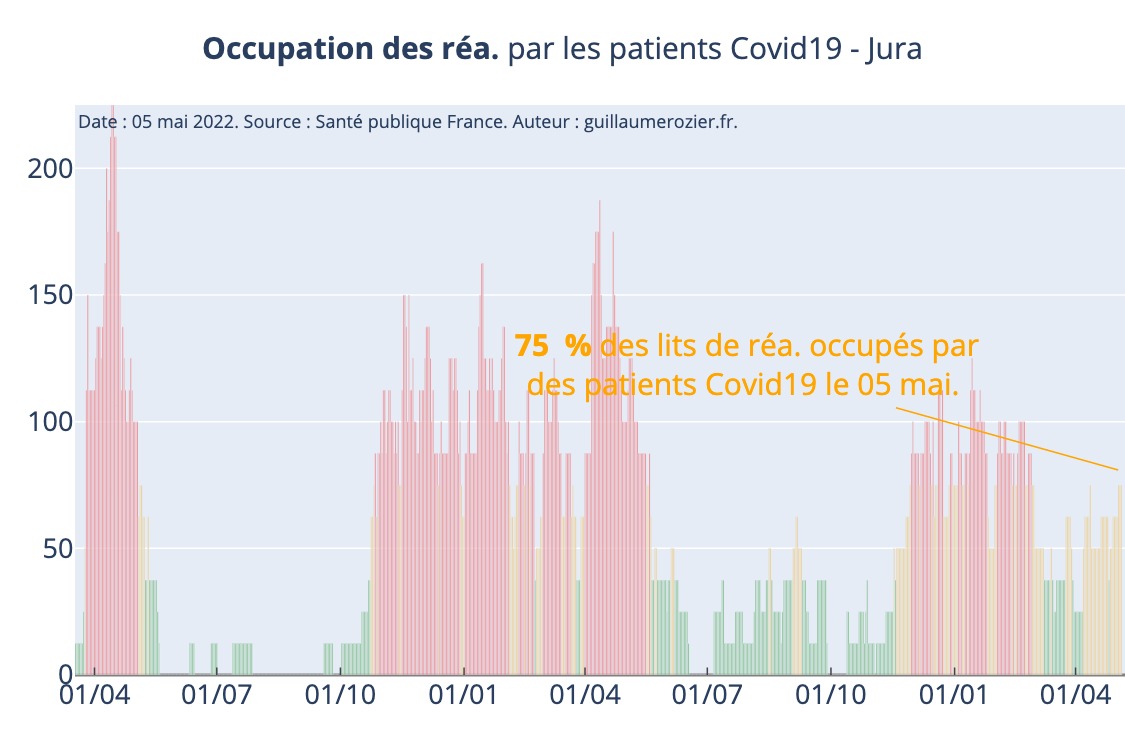 Occupation des réa. par les patients Covid19 - Jura
Date : 05 mai 2022. Source : Santé publique France. Auteur : guillaumerozier.fr.
200
150
75 % des lits de réa. occupés par
des patients Covid19 le 05 mai.
100
50
0
01/04 01/07 01/10 01/01 01/04 01/07 01/10 01/01 01/04